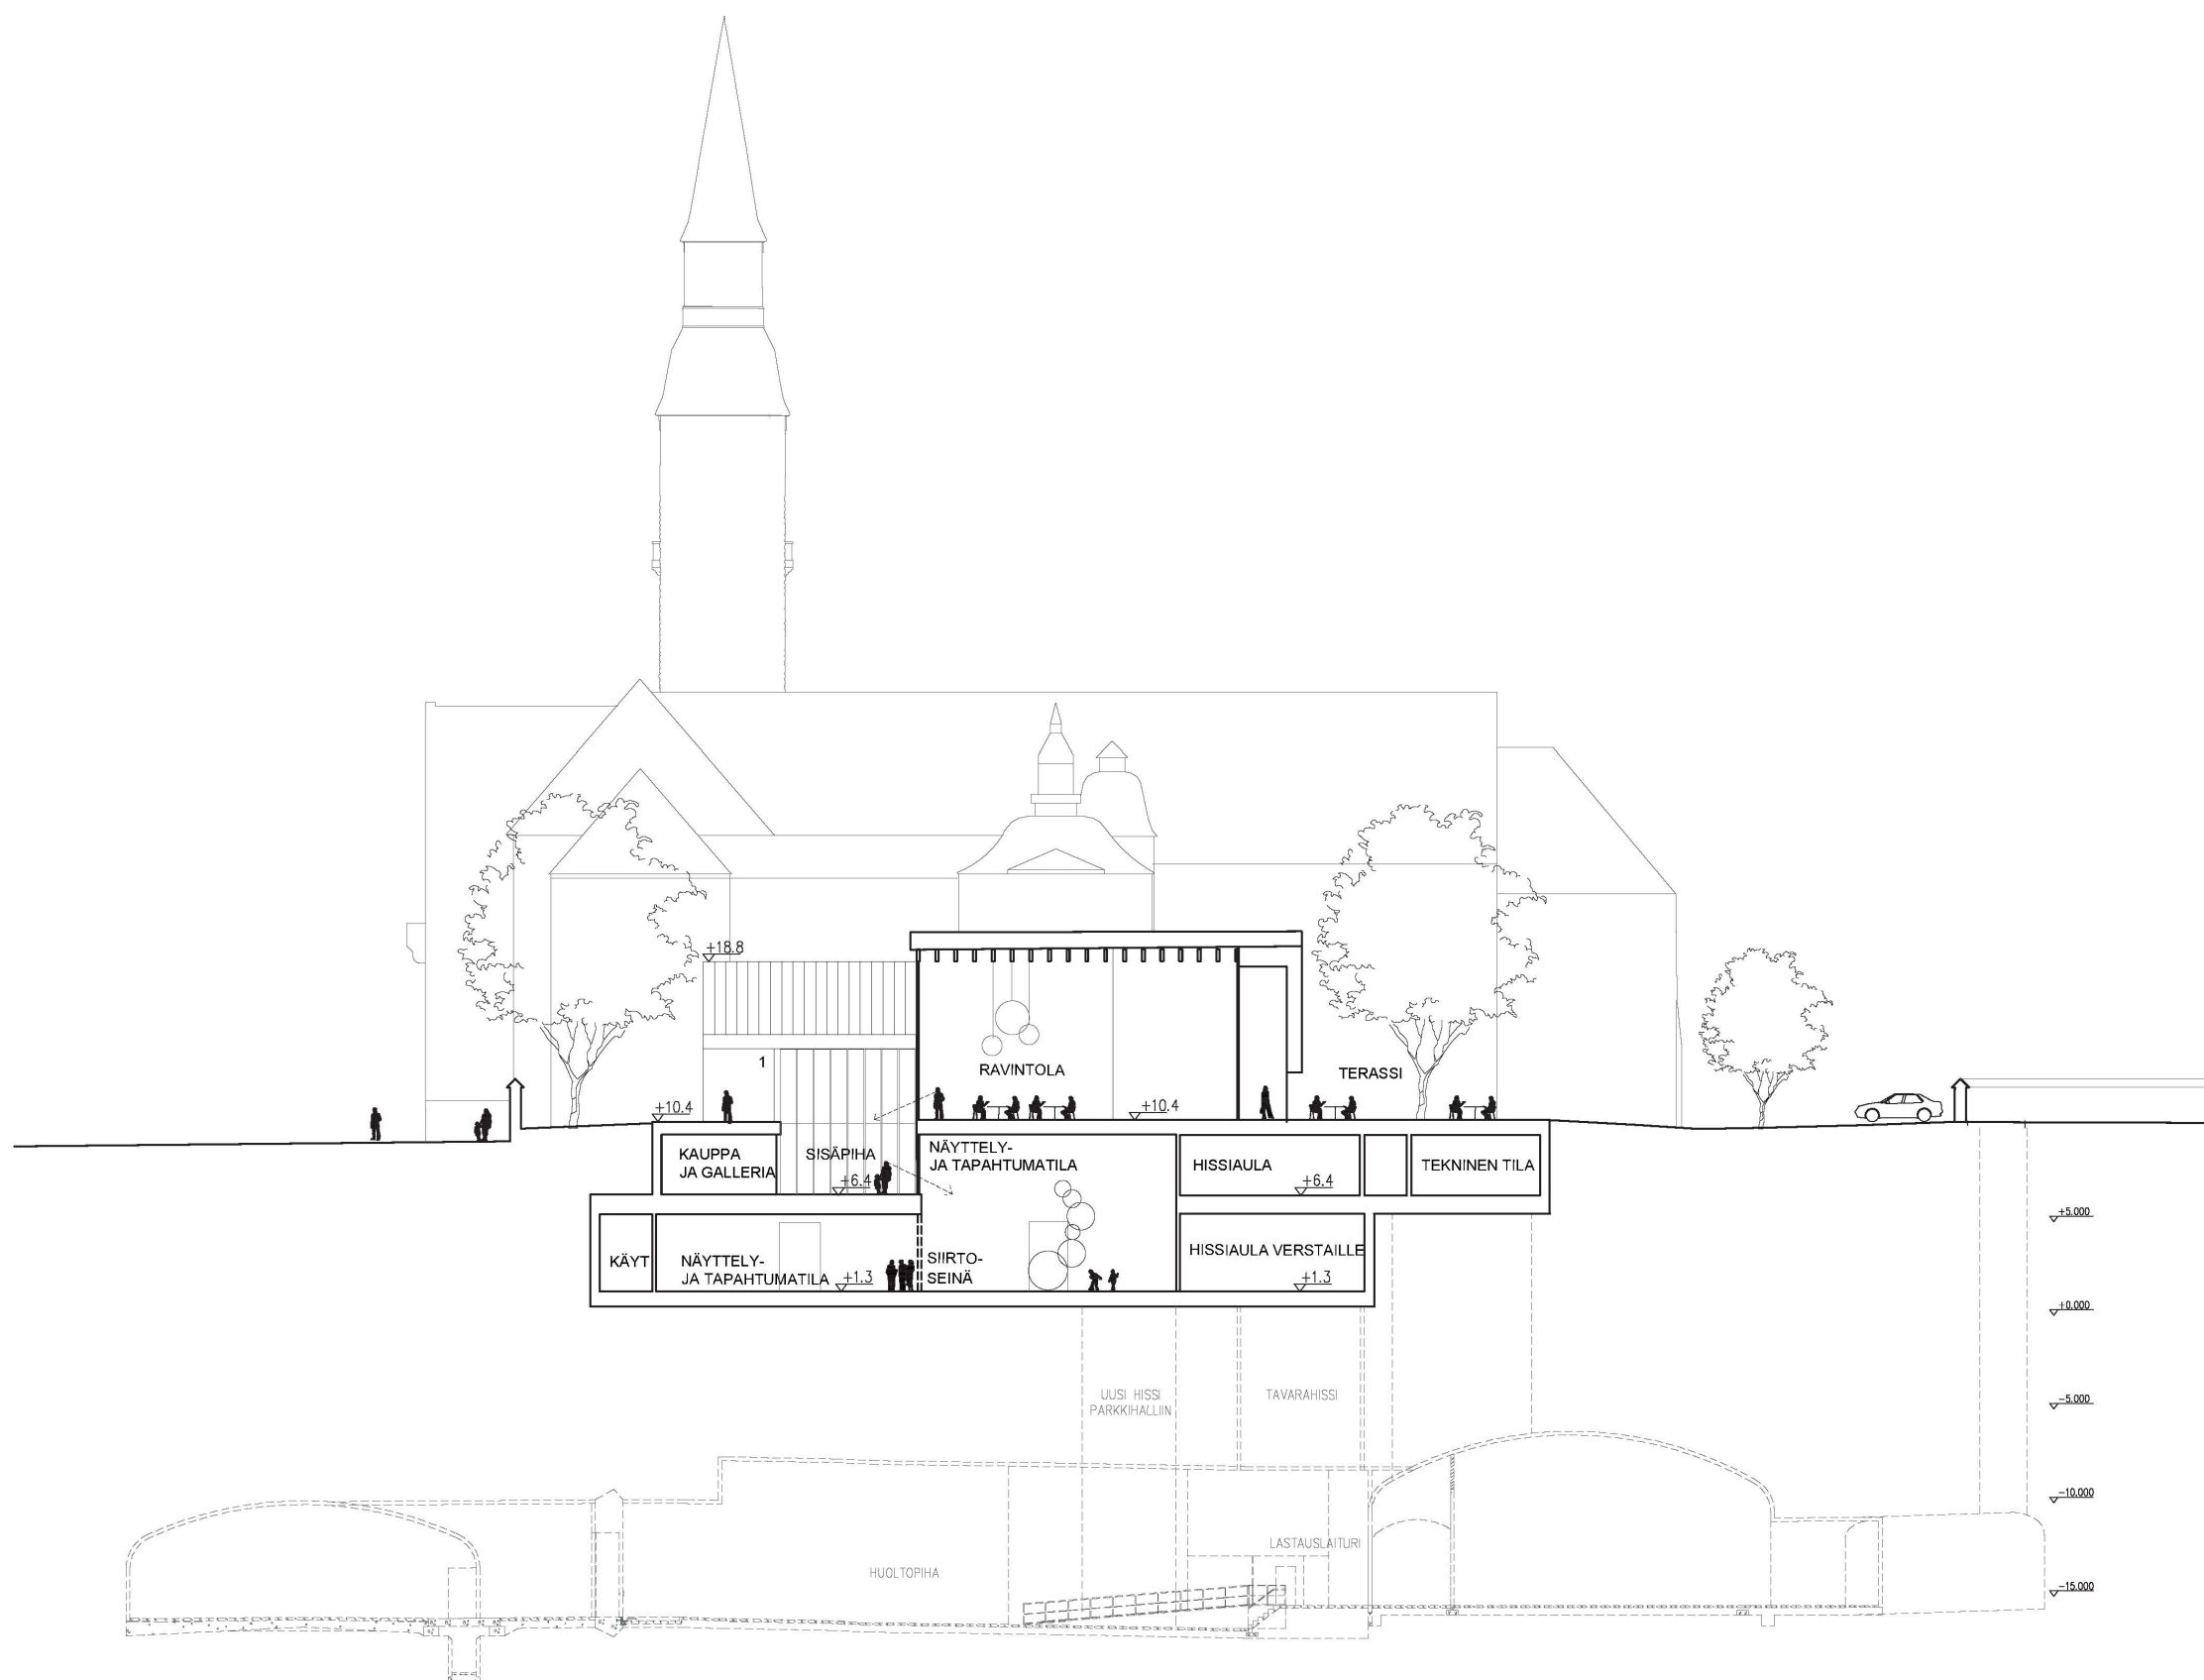 +18.8
1
RAVINTOLA
TERASSI
+10.4
+10.4
KAUPPA
JA GALLERIA
SISÄPIHA
+6.4
NÄYTTELY-
JA TAPAHTUMATILA
HISSIAULA
+6.4
TEKNINEN TILA
+5.000
KÄYT
NÄYTTELY-
JA TAPAHTUMATILA
+1.3
SIIRTO-
SEINÄ
HISSIAULA VERSTAILLE
+1.3
+0.000
UUSI HISSI
PARKKIHALLIIN
TAVARAHISSI
-5.000
-10.000
LASTAUSLAITURI
HUOLTOPIHA
-15.000